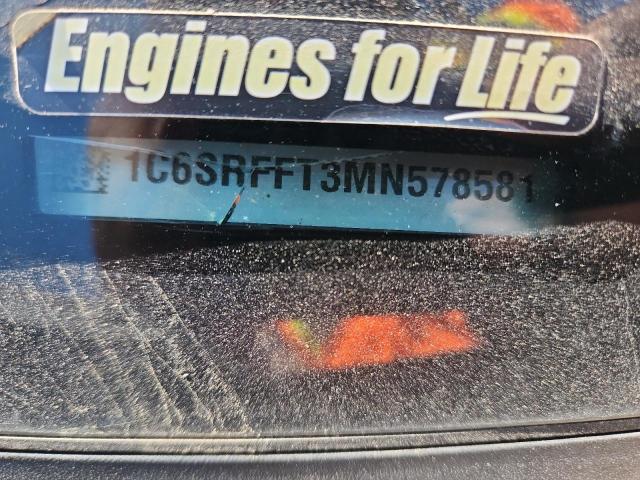 Engines for Life
1C6SRFFT3MN578581